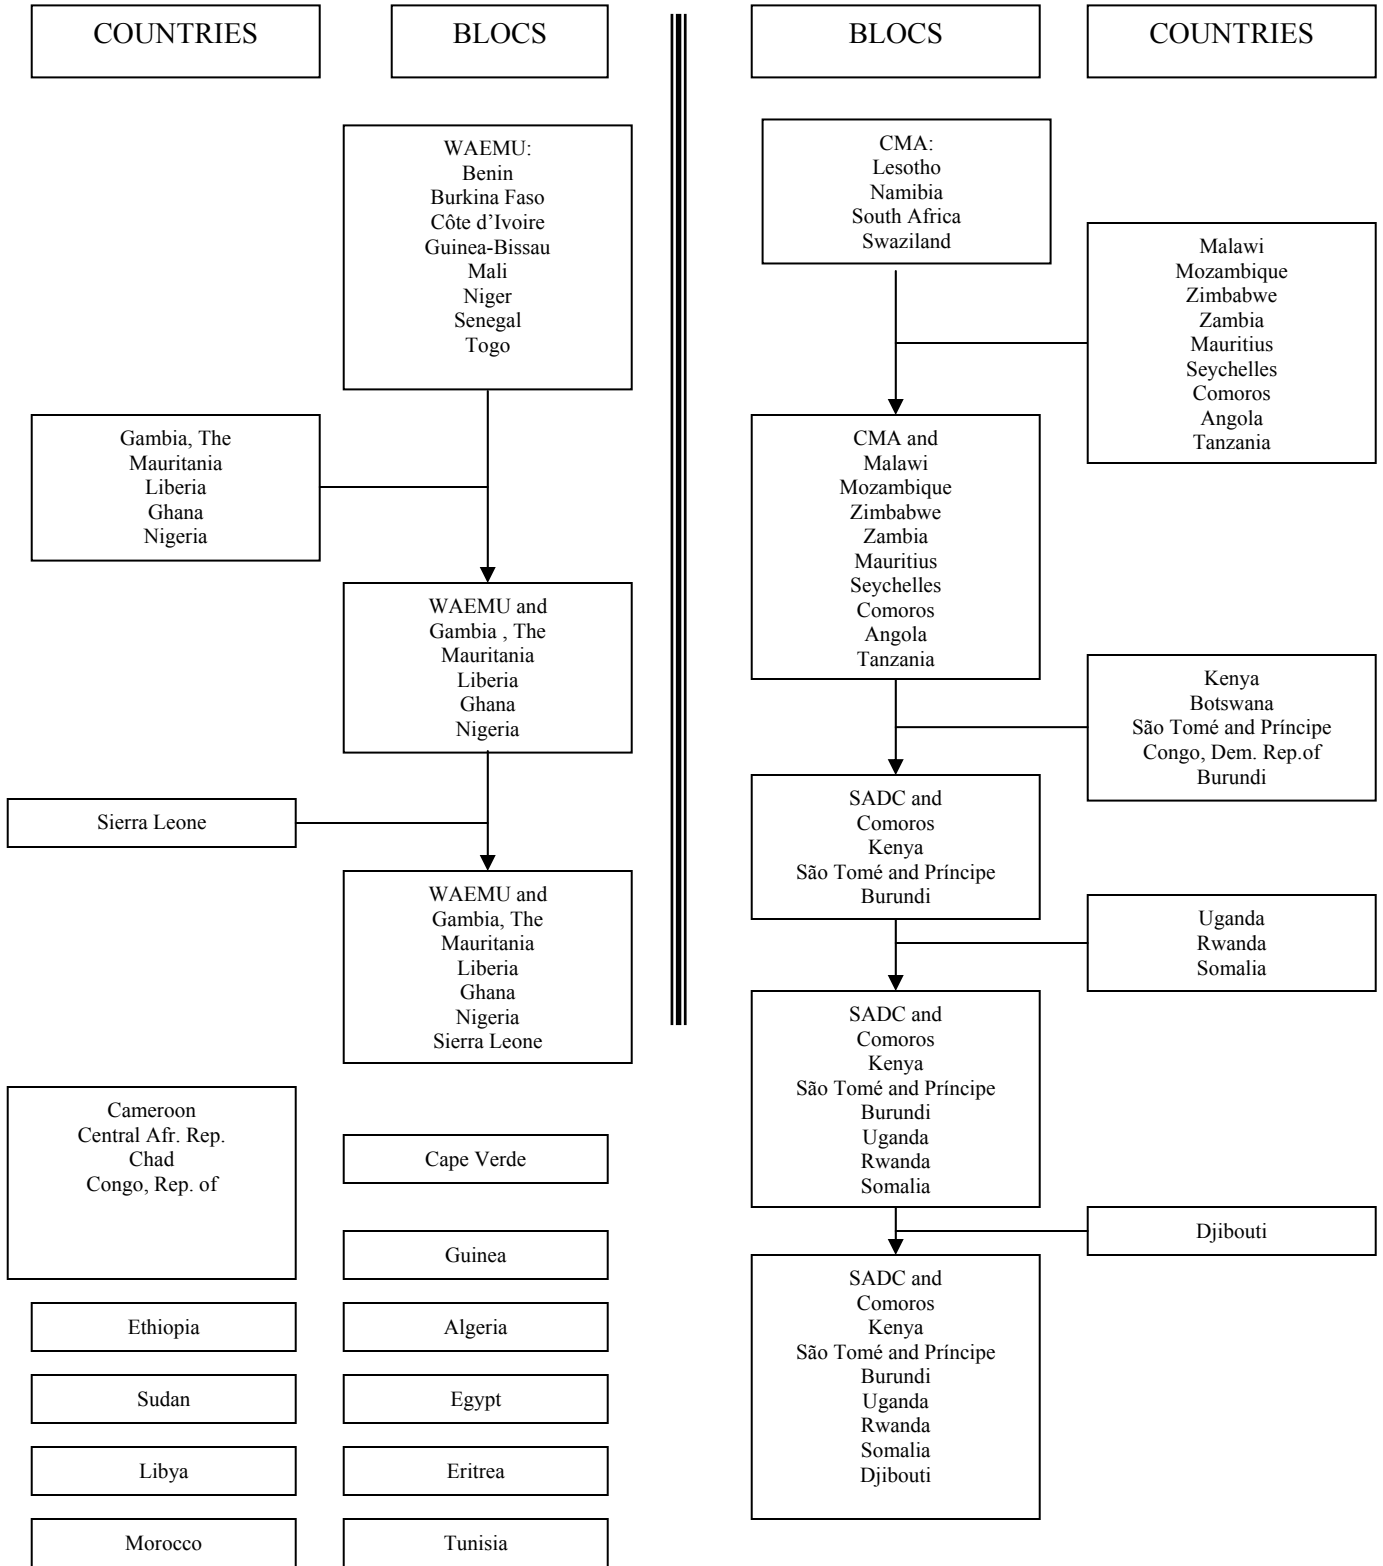 COUNTRIES
BLOCS
WAEMU:
Benin
Burkina Faso
Côte d’Ivoire
Guinea-Bissau
Mali
Niger
Senegal
Togo
Gambia, The
Mauritania
Liberia
Ghana
Nigeria
WAEMU and
Gambia , The
Mauritania
Liberia
Ghana
Nigeria
Sierra Leone
WAEMU and
Gambia, The
Mauritania
Liberia
Ghana
Nigeria
Sierra Leone
Cameroon
Central Afr. Rep.
Chad
Congo, Rep. of
Cape Verde
Guinea
Ethiopia
Algeria
Sudan
Egypt
Libya
Eritrea
Morocco
Tunisia
BLOCS
COUNTRIES
CMA:
Lesotho
Namibia
South Africa
Swaziland
Malawi
Mozambique
Zimbabwe
Zambia
Mauritius
Seychelles
Comoros
Angola
Tanzania
CMA and
Malawi
Mozambique
Zimbabwe
Zambia
Mauritius
Seychelles
Comoros
Angola
Tanzania
Kenya
Botswana
São Tomé and Príncipe
Congo, Dem. Rep.of
Burundi
SADC and
Comoros
Kenya
São Tomé and Príncipe
Burundi
Uganda
Rwanda
Somalia
SADC and
Comoros
Kenya
São Tomé and Príncipe
Burundi
Uganda
Rwanda
Somalia
Djibouti
SADC and
Comoros
Kenya
São Tomé and Príncipe
Burundi
Uganda
Rwanda
Somalia
Djibouti